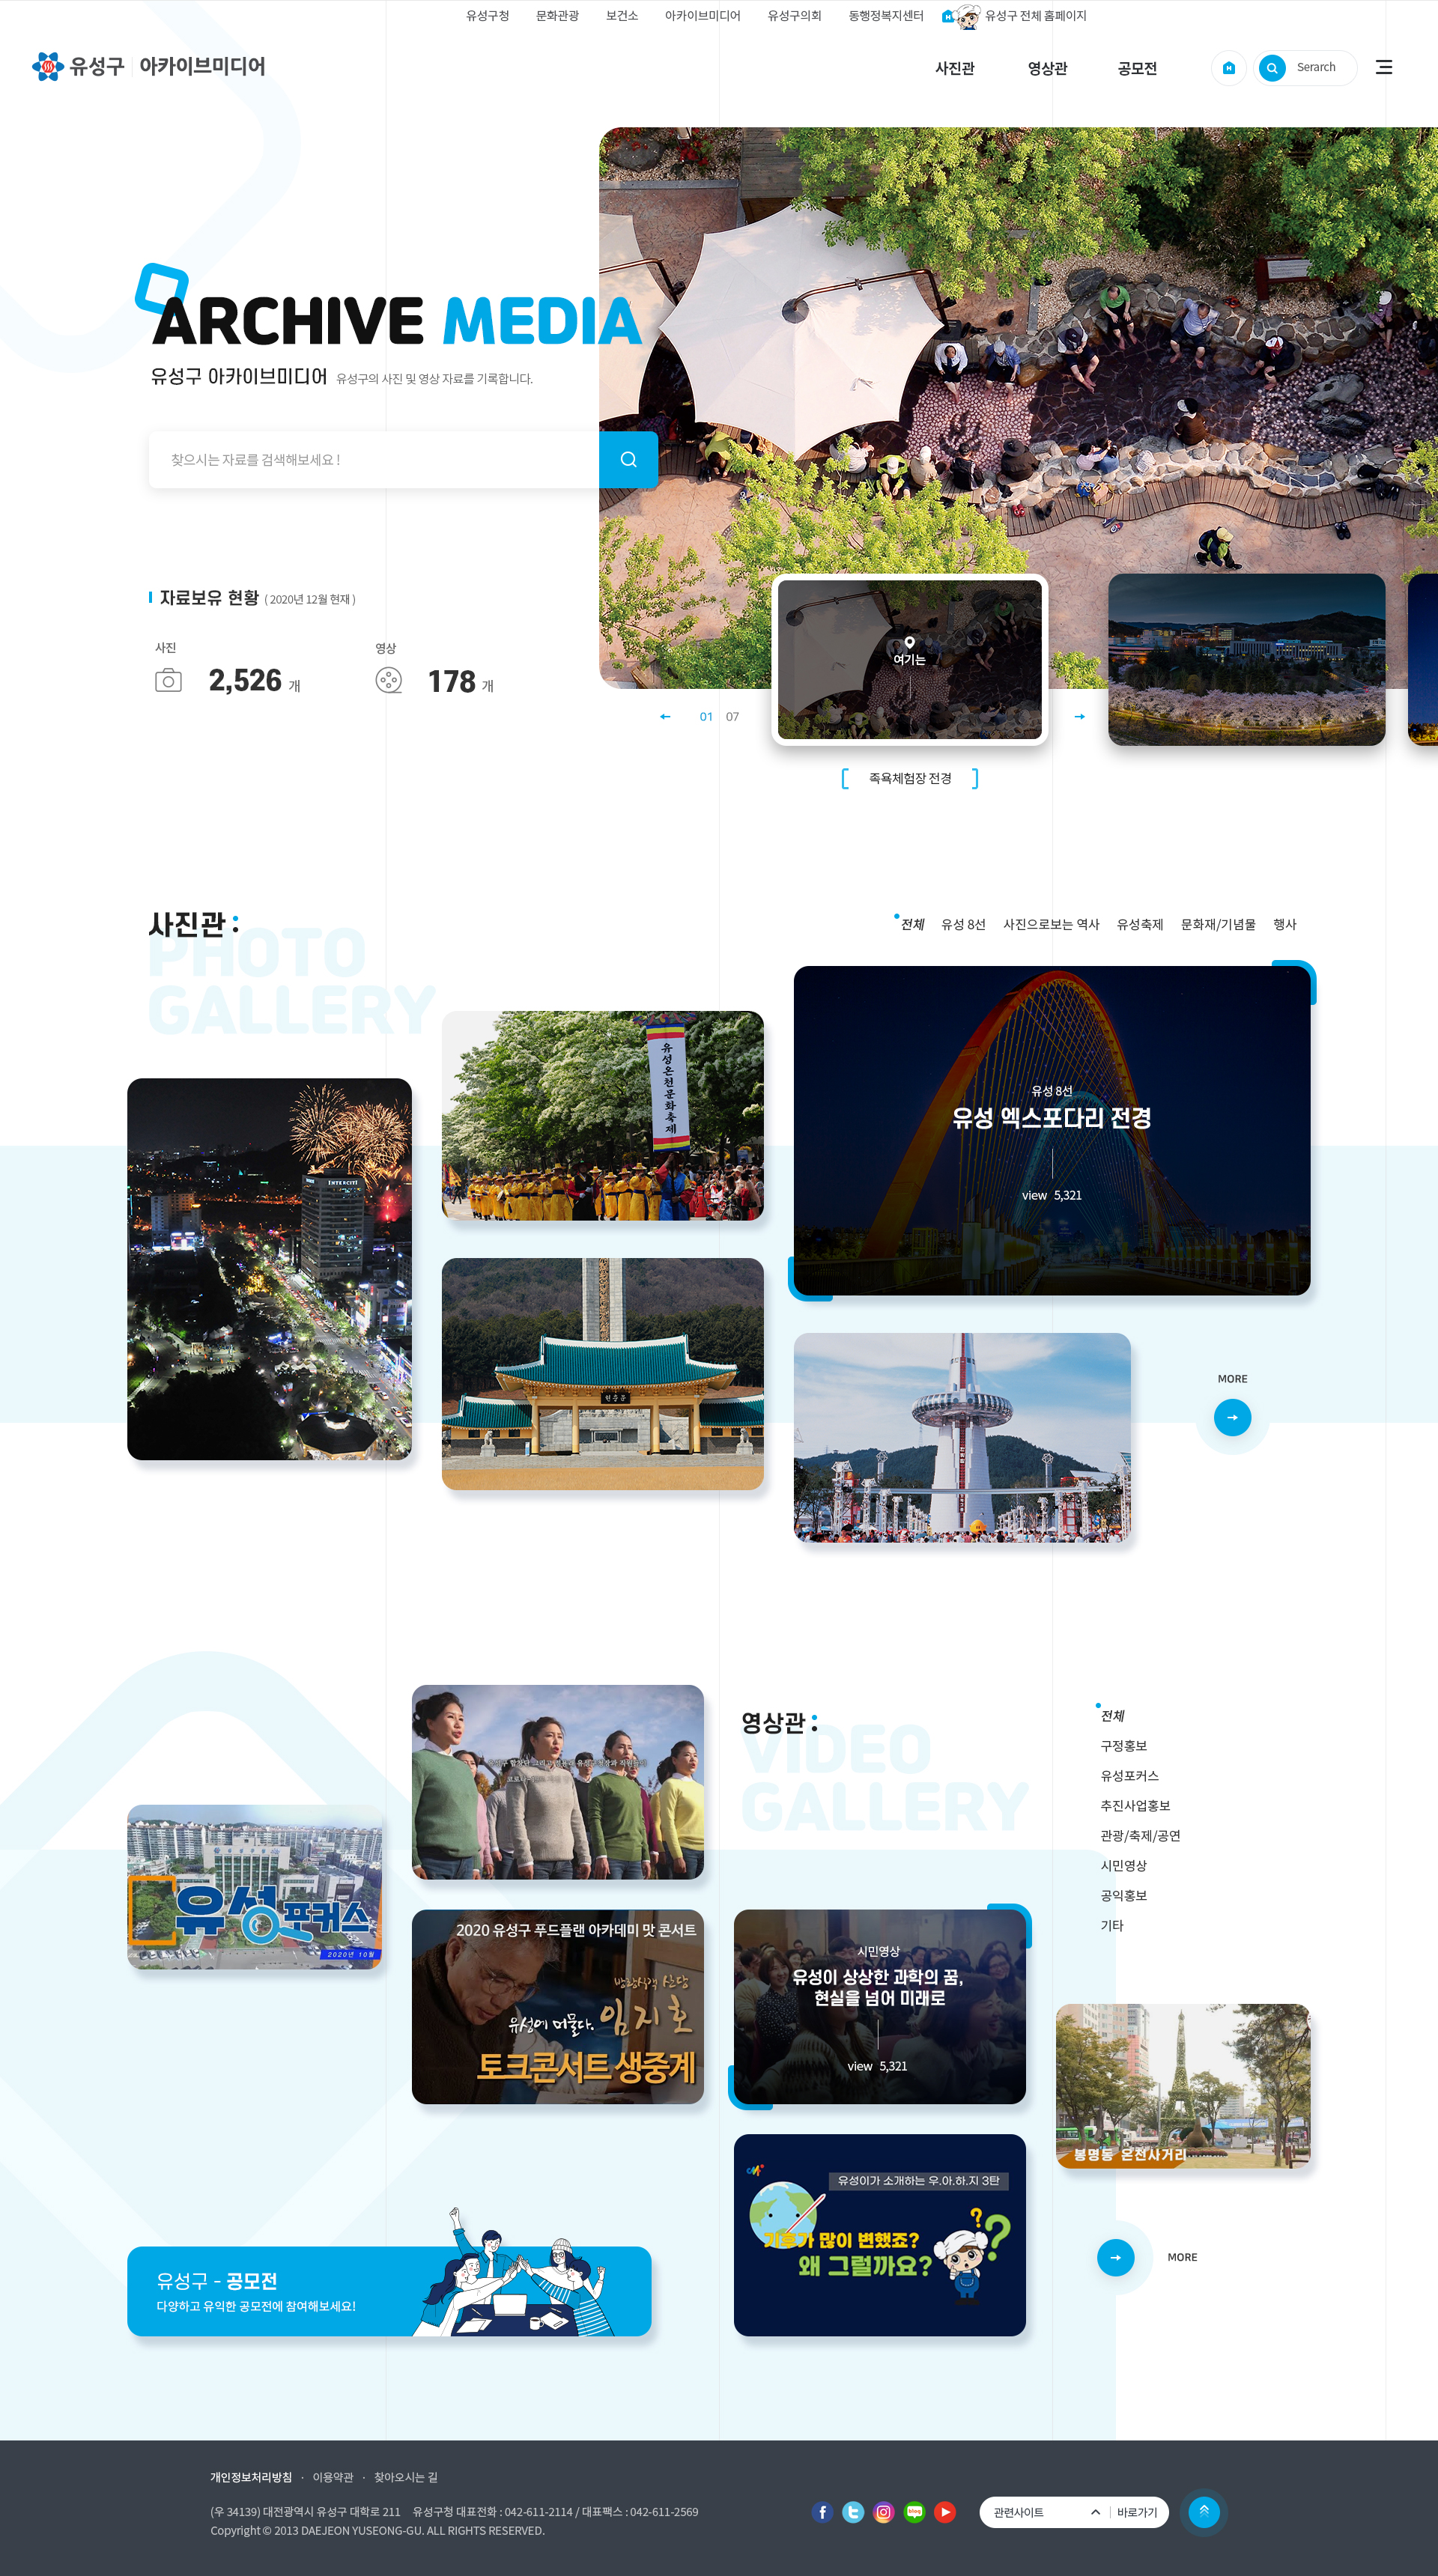 유성구청 문화관광 보건소 아카이브미디어 유성구의회 동행정복지센터 유성구 전체 홈페이지
유성구 아카이브미디어
사진관 영상관 공모전
Serarch
ARCHIVE MEDIA
유성구 아카이브미디어 유성구의 사진 및 영상 자료를 기록합니다.
찾으시는 자료를 검색해보세요 !
자료보유 현황 ( 2020년 12월 현재 )
사진
2,526 개
영상
178 개
여기는
01 07
족욕체험장 전경
사진관 :
PHOTO
GALLERY
전체 유성 8선 사진으로보는 역사 유성축제 문화재/기념물 행사
유성온천문화축제
INTERCITI
유성 8선
유성 엑스포다리 전경
view 5,321
현충문
MORE
영상관 :
VIDEO
GALLERY
전체
구정홍보
유성포커스
추진사업홍보
관광/축제/공연
시민영상
공익홍보
기타
유성 포커스
2020년 10월
2020 유성구 푸드플랜 아카데미 맛 콘서트
방랑식객 산당
유성에 머물다. 임지호
토크콘서트 생중계
시민영상
유성이 상상한 과학의 꿈,
현실을 넘어 미래로
view 5,321
봉명동 온천사거리
유성이가 소개하는 우.아.하.지 3탄
기후가 많이 변했죠?
왜 그럴까요?
MORE
유성구 - 공모전
다양하고 유익한 공모전에 참여해보세요!
개인정보처리방침 · 이용약관 · 찾아오시는 길
(우 34139) 대전광역시 유성구 대학로 211 유성구청 대표전화 : 042-611-2114 / 대표팩스 : 042-611-2569
Copyright © 2013 DAEJEON YUSEONG-GU. ALL RIGHTS RESERVED.
blog
관련사이트 바로가기